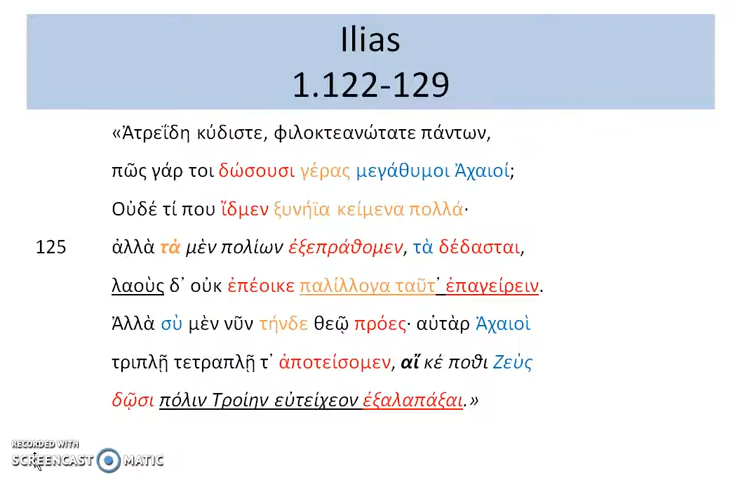 Ilias
1.122-129
«Ἀτρεΐδη κύδιστε, φιλοκτεανώτατε πάντων,
πῶς γάρ τοι δώσουσι γέρας μεγάθυμοι Ἀχαιοί;
Οὐδέ τί που ἴδμεν ξυνήϊα κείμενα πολλά·
125 ἀλλὰ τὰ μὲν πολίων ἐξεπράθομεν, τὰ δέδασται,
λαοὺς δ᾽ οὐκ ἐπέοικε παλίλλογα ταῦτ᾽ ἐπαγείρειν.
Ἀλλὰ σὺ μὲν νῦν τήνδε θεῷ πρόες· αὐτὰρ Ἀχαιοὶ
τριπλῇ τετραπλῇ τ᾽ ἀποτείσομεν, αἴ κέ ποθι Ζεὺς
δῷσι πόλιν Τροίην εὐτείχεον ἐξαλαπάξαι.»
RECORDED WITH
SCREENCAST MATIC